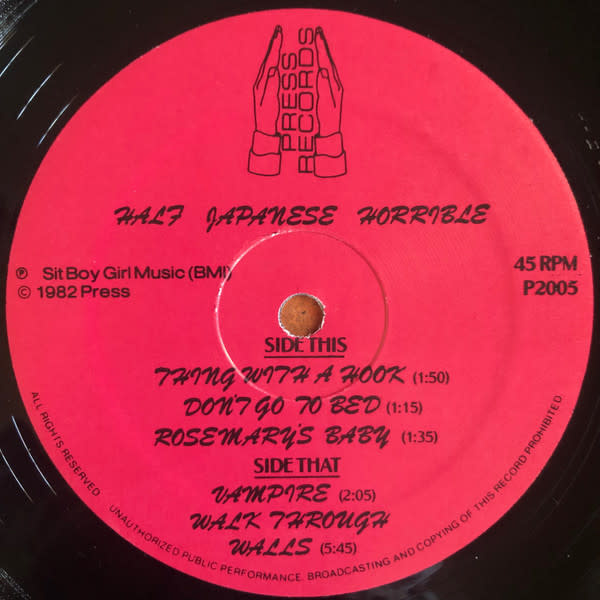 PRESS
RECORDS
HALF JAPANESE HORRIBLE
℗ Sit Boy Girl Music (BMI)
© 1982 Press
45 RPM
P2005
SIDE THIS
THING WITH A HOOK (1:50)
DON'T GO TO BED (1:15)
ROSEMARY'S BABY (1:35)
SIDE THAT
VAMPIRE (2:05)
WALK THROUGH
WALLS (5:45)
ALL RIGHTS RESERVED. UNAUTHORIZED PUBLIC PERFORMANCE, BROADCASTING AND COPYING OF THIS RECORD PROHIBITED.